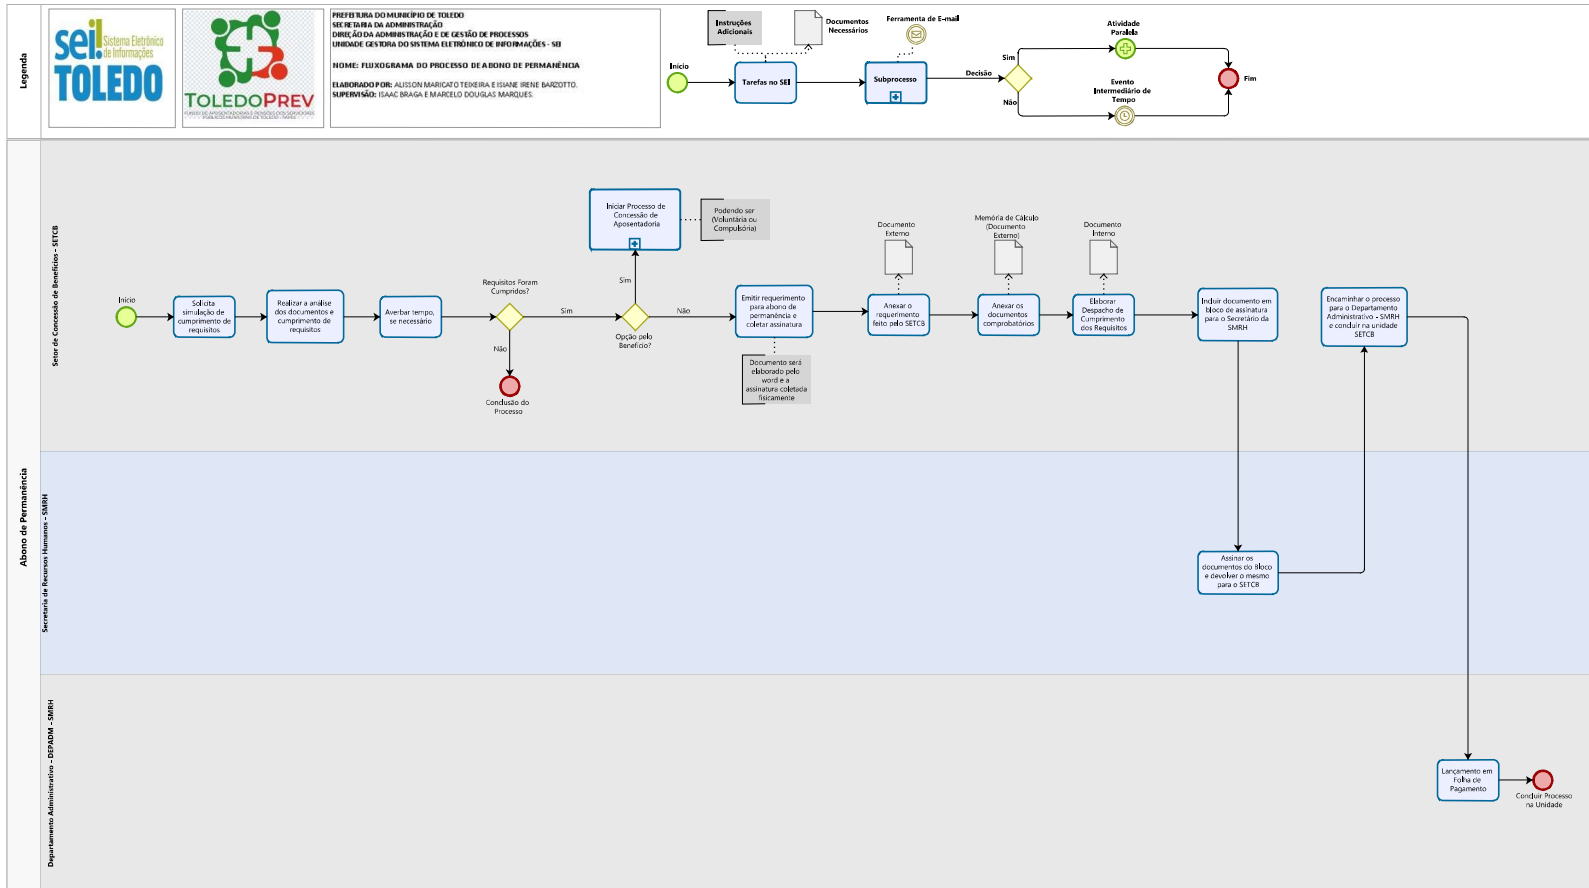 Legenda
sei! Sistema Eletrônico
de Informações
TOLEDO
TOLEDOPREV
FUNDO DE APOSENTADORIAS E PENSÕES DOS SERVIDORES
PÚBLICOS MUNICIPAIS DE TOLEDO - FAPES
PREFEITURA DO MUNICÍPIO DE TOLEDO
SECRETARIA DA ADMINISTRAÇÃO
DIREÇÃO DA ADMINISTRAÇÃO E DE GESTÃO DE PROCESSOS
UNIDADE GESTORA DO SISTEMA ELETRÔNICO DE INFORMAÇÕES - SEI
NOME: FLUXOGRAMA DO PROCESSO DE ABONO DE PERMANÊNCIA
ELABORADO POR: ALISSON MARICATO TEIXEIRA E ISIANE IRENE BARZOTTO.
SUPERVISÃO: ISAAC BRAGA E MARCELO DOUGLAS MARQUES.
Início
Instruções
Adicionais
Documentos
Necessários
Tarefas no SEI
Ferramenta de E-mail
Subprocesso
Decisão
Sim
Não
Atividade
Paralela
Evento
Intermediário de
Tempo
Fim
Abono de Permanência
Setor de Concessão de Benefícios - SETCB
Início
Solicita
simulação de
cumprimento de
requisitos
Realizar a análise
dos documentos e
cumprimento de
requisitos
Averbar tempo,
se necessário
Requisitos Foram
Cumpridos?
Sim
Não
Conclusão do
Processo
Iniciar Processo de
Concessão de
Aposentadoria
Podendo ser
(Voluntária ou
Compulsória)
Sim
Opção pelo
Benefício?
Não
Emitir requerimento
para abono de
permanência e
coletar assinatura
Documento será
elaborado pelo
word e a
assinatura coletada
fisicamente
Documento
Externo
Anexar o
requerimento
feito pelo SETCB
Memória de Cálculo
(Documento
Externo)
Anexar os
documentos
comprobatórios
Documento
Interno
Elaborar
Despacho de
Cumprimento
dos Requisitos
Incluir documento em
bloco de assinatura
para o Secretário da
SMRH
Encaminhar o processo
para o Departamento
Administrativo - SMRH
e concluir na unidade
SETCB
Secretaria de Recursos Humanos - SMRH
Assinar os
documentos do Bloco
e devolver o mesmo
para o SETCB
Departamento Administrativo - DEPADM - SMRH
Lançamento em
Folha de
Pagamento
Concluir Processo
na Unidade